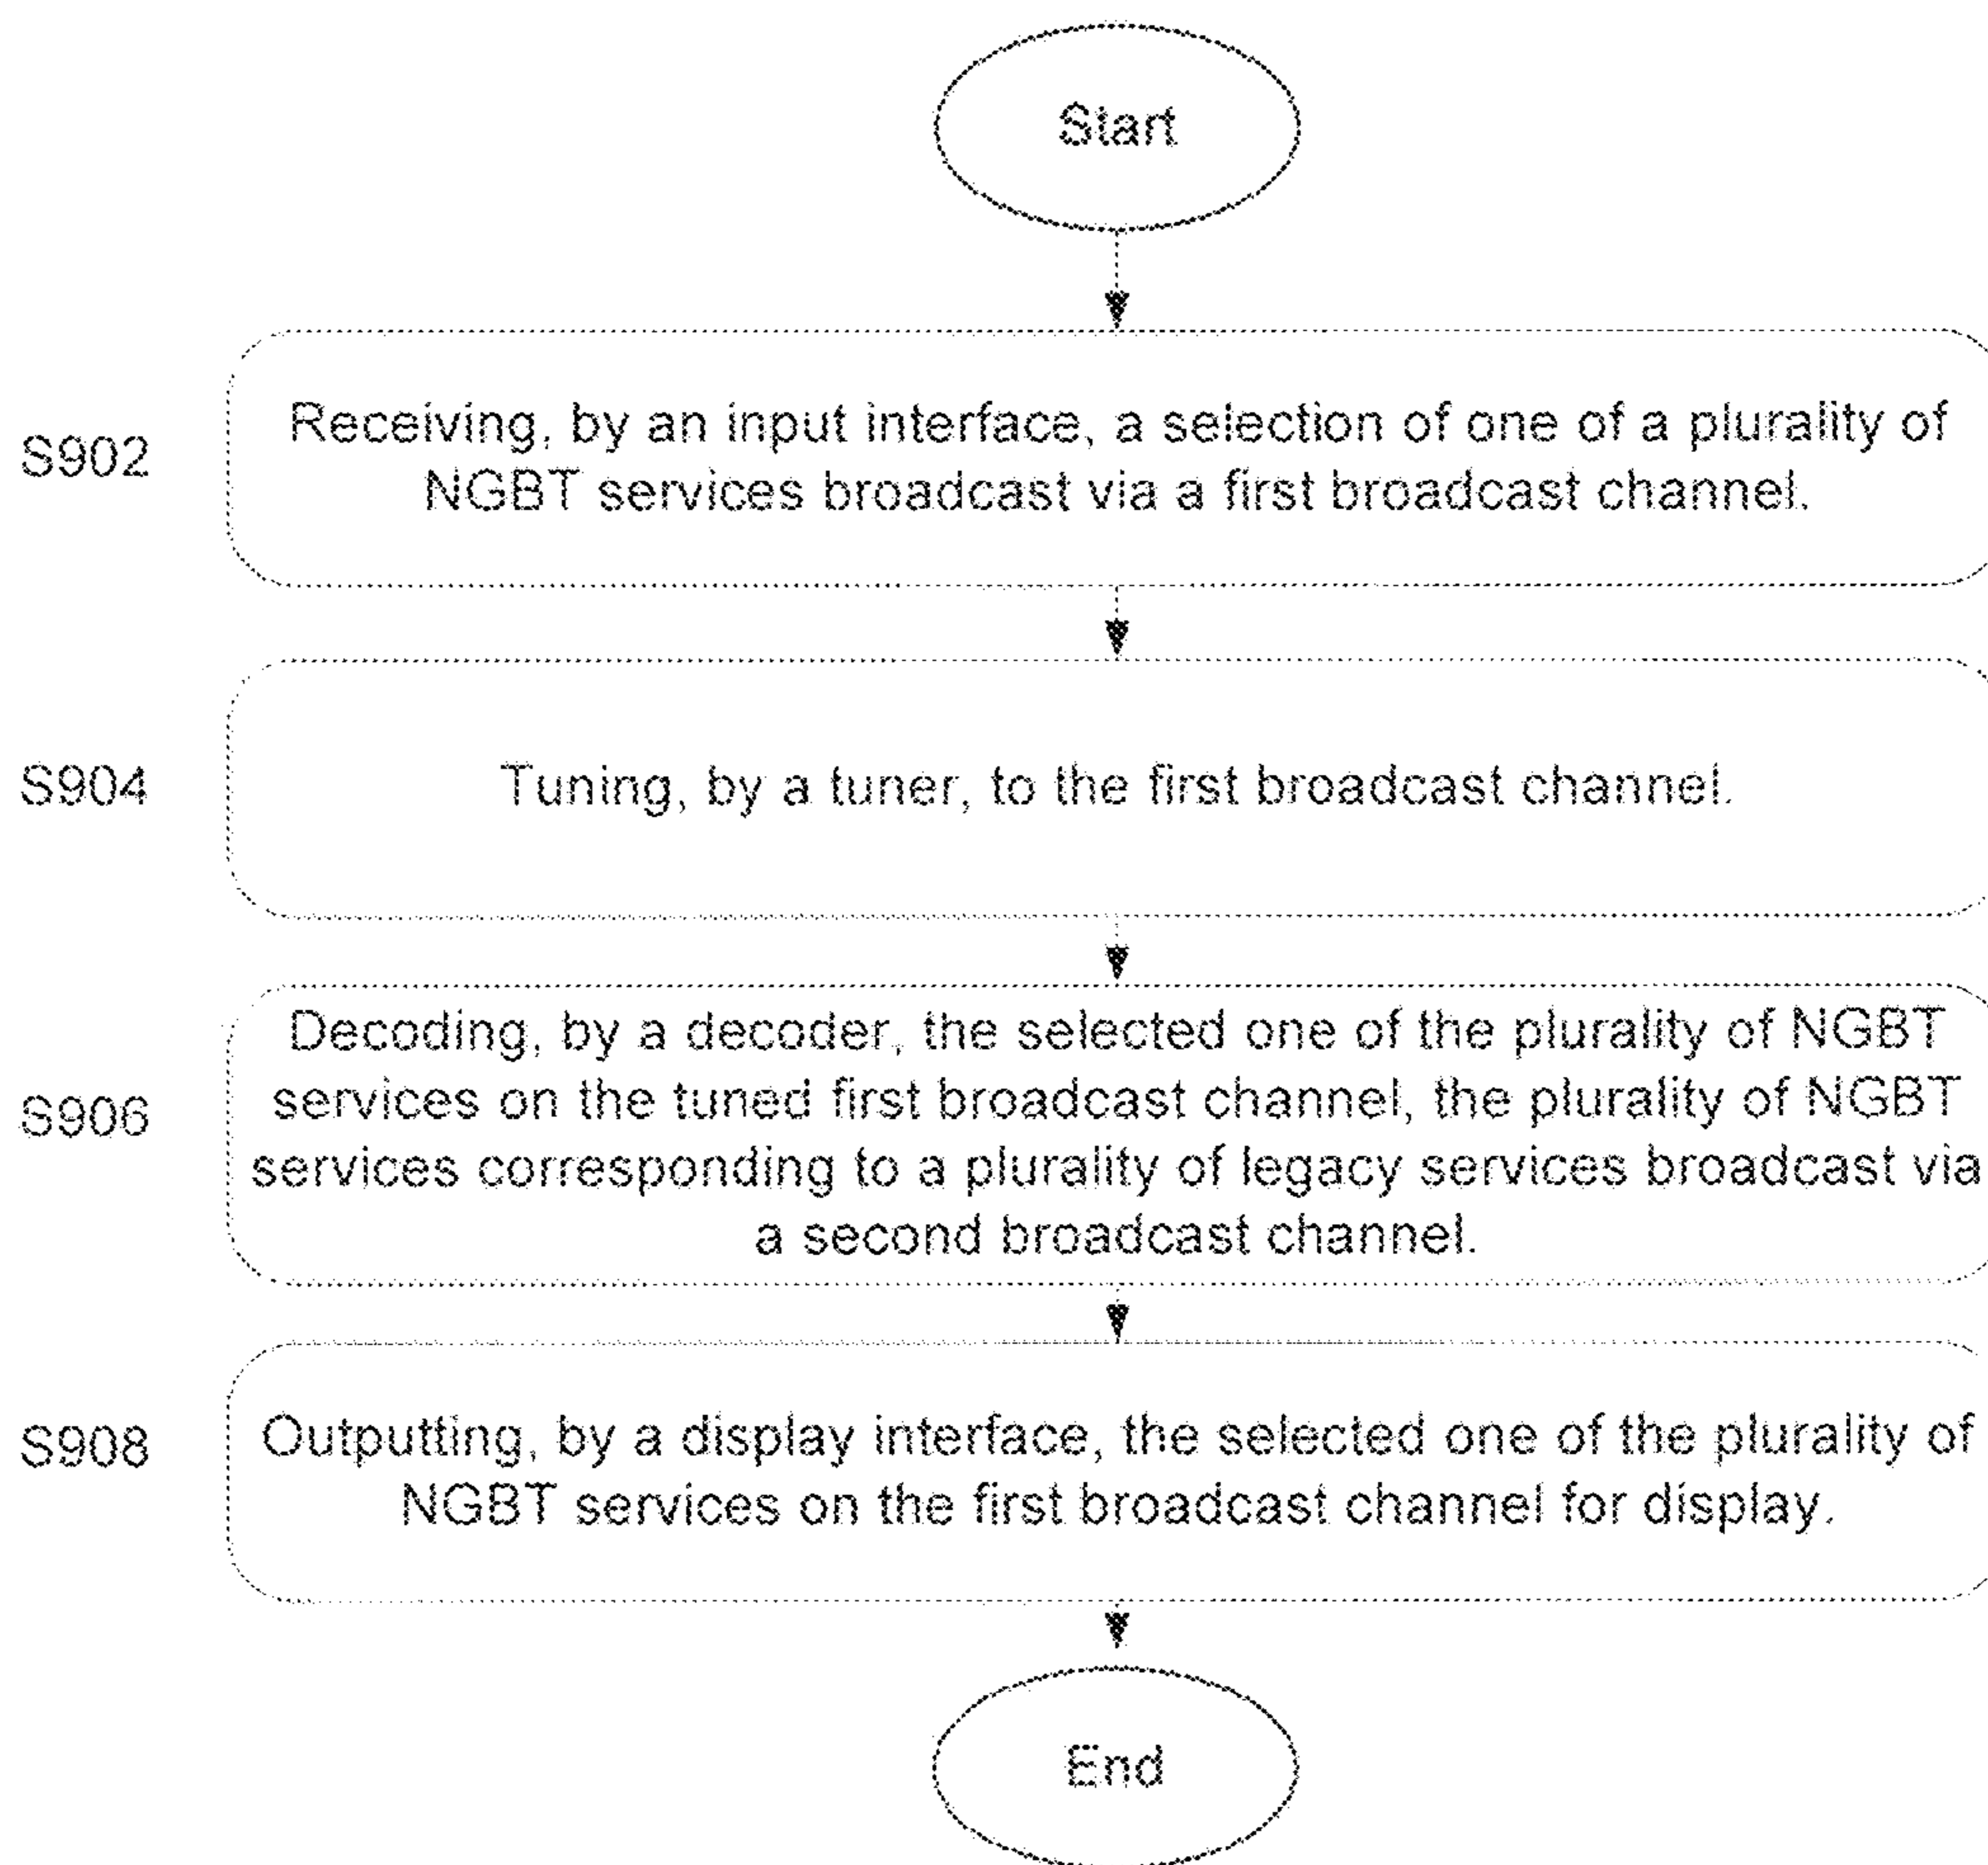 Start
S902
Receiving, by an input interface, a selection of one of a plurality of
NGBT services broadcast via a first broadcast channel.
S904
Tuning, by a tuner, to the first broadcast channel.
S906
Decoding, by a decoder, the selected one of the plurality of NGBT
services on the tuned first broadcast channel, the plurality of NGBT
services corresponding to a plurality of legacy services broadcast via
a second broadcast channel.
S908
Outputting, by a display interface, the selected one of the plurality of
NGBT services on the first broadcast channel for display.
End